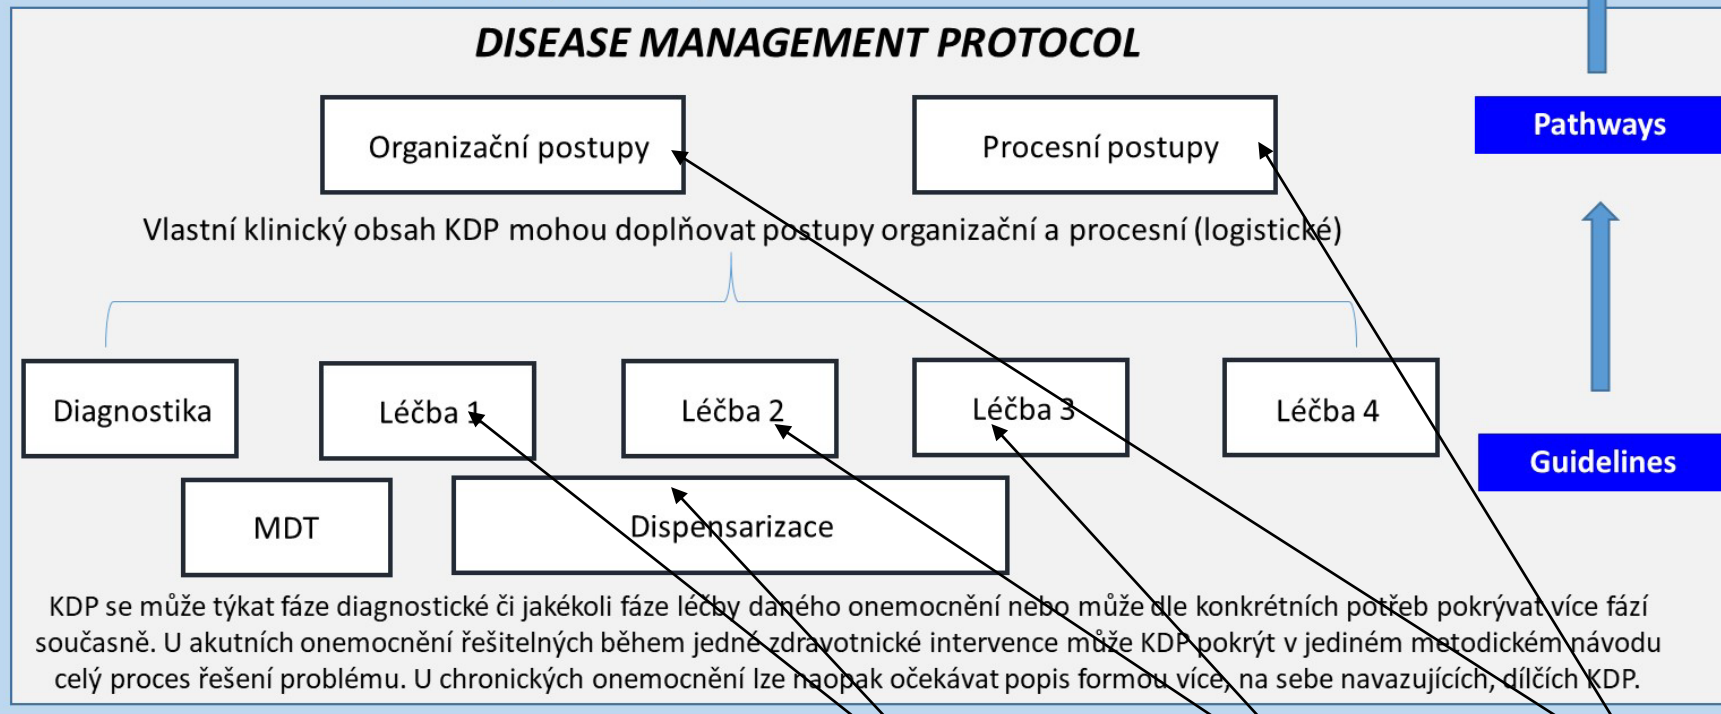 DISEASE MANAGEMENT PROTOCOL
Organizační postupy
Procesní postupy
Pathways
Vlastní klinický obsah KDP mohou doplňovat postupy organizační a procesní (logistické)
Diagnostika
Léčba 1
Léčba 2
Léčba 3
Léčba 4
Guidelines
MDT
Dispensarizace
KDP se může týkat fáze diagnostické či jakékoli fáze léčby daného onemocnění nebo může dle konkrétních potřeb pokrývat více fází
současně. U akutních onemocnění řešitelných během jedné zdravotnické intervence může KDP pokrýt v jediném metodickém návodu
celý proces řešení problému. U chronických onemocnění lze naopak očekávat popis formou více, na sebe navazujících, dílčích KDP.